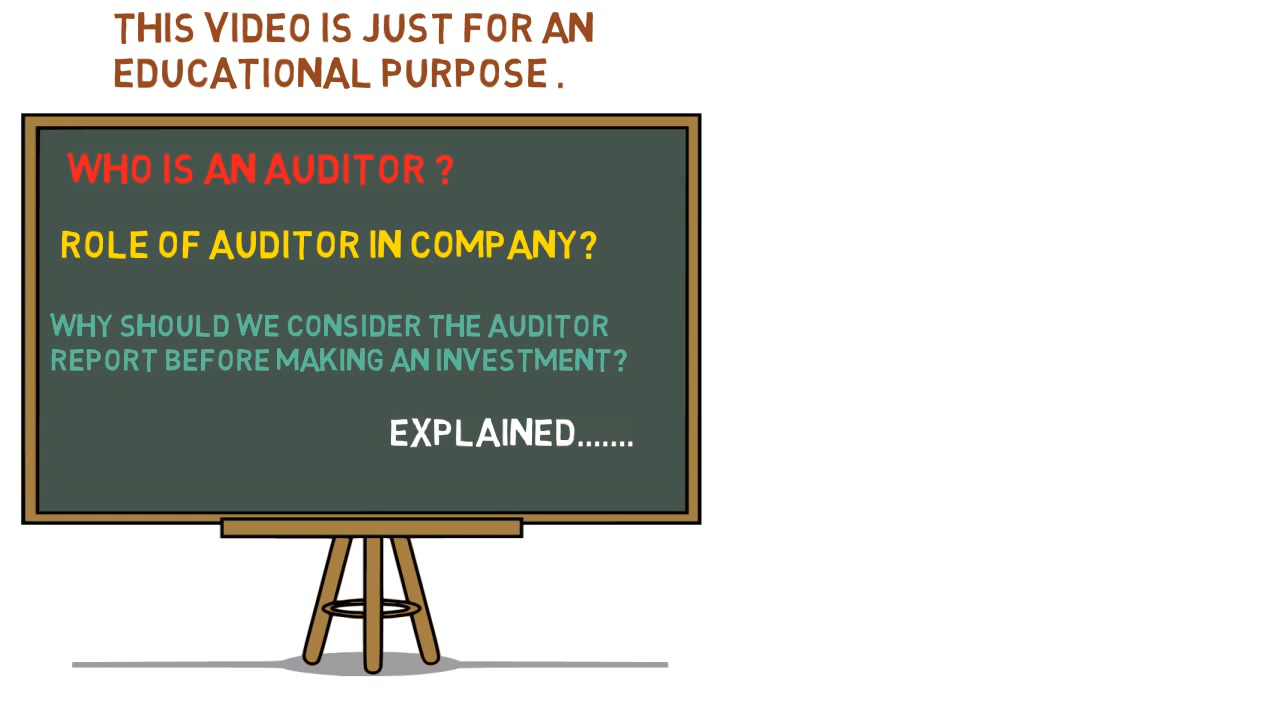 THIS VIDEO IS JUST FOR AN
EDUCATIONAL PURPOSE .
WHO IS AN AUDITOR ?
ROLE OF AUDITOR IN COMPANY?
WHY SHOULD WE CONSIDER THE AUDITOR
REPORT BEFORE MAKING AN INVESTMENT?
EXPLAINED.......